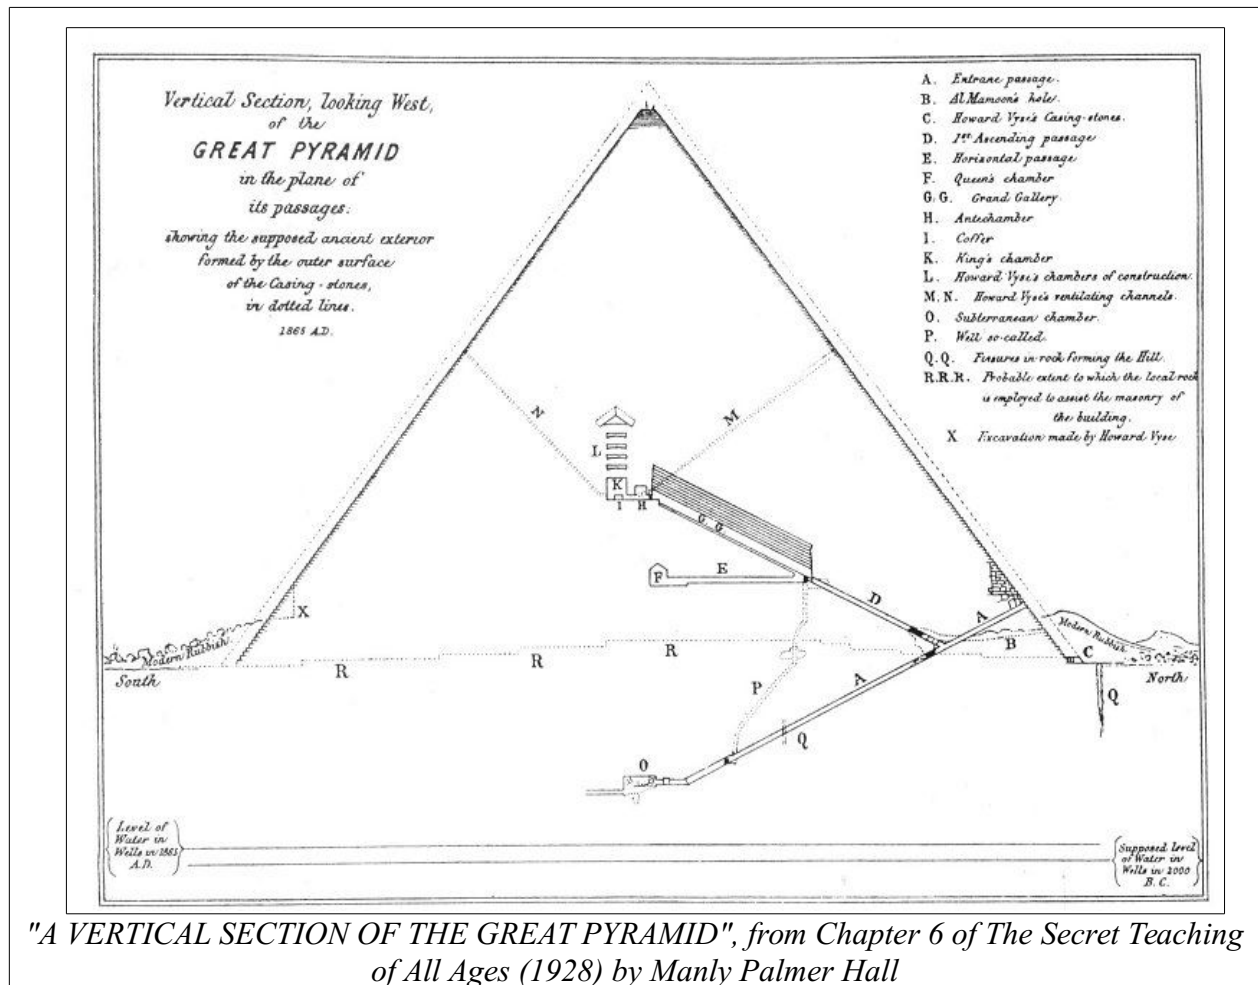 Vertical Section, looking West,
of the
GREAT PYRAMID
in the plane of
its passages:
showing the supposed ancient exterior
formed by the outer surface
of the Casing-stones,
in dotted lines.
1865 A.D.
A. Entrane passage.
B. Al Mamoon's hole.
C. Howard Vyse's Casing-stones.
D. 1st Ascending passage
E. Horizontal passage
F. Queen's chamber
G. G. Grand Gallery.
H. Antechamber
I. Coffer
K. King's chamber
L. Howard Vyse's chambers of construction.
M. N. Howard Vyse's ventilating channels.
O. Subterranean chamber.
P. Well so-called.
Q. Q. Fissures in rock forming the Hill.
R. R. R. Probable extent to which the local rock
is employed to assist the masonry of
the building.
X Excavation made by Howard Vyse
N
M
L
K
I H
G G
F
E
D
A
X
Modern Rubbish
Modern Rubbish
B
C
R
R
R
South
North
A
P
Q
Q
O
Level of
Water in
Wells in 1865
A.D.
Supposed level
of Water in
Wells in 2000
B.C.
"A VERTICAL SECTION OF THE GREAT PYRAMID", from Chapter 6 of The Secret Teaching
of All Ages (1928) by Manly Palmer Hall